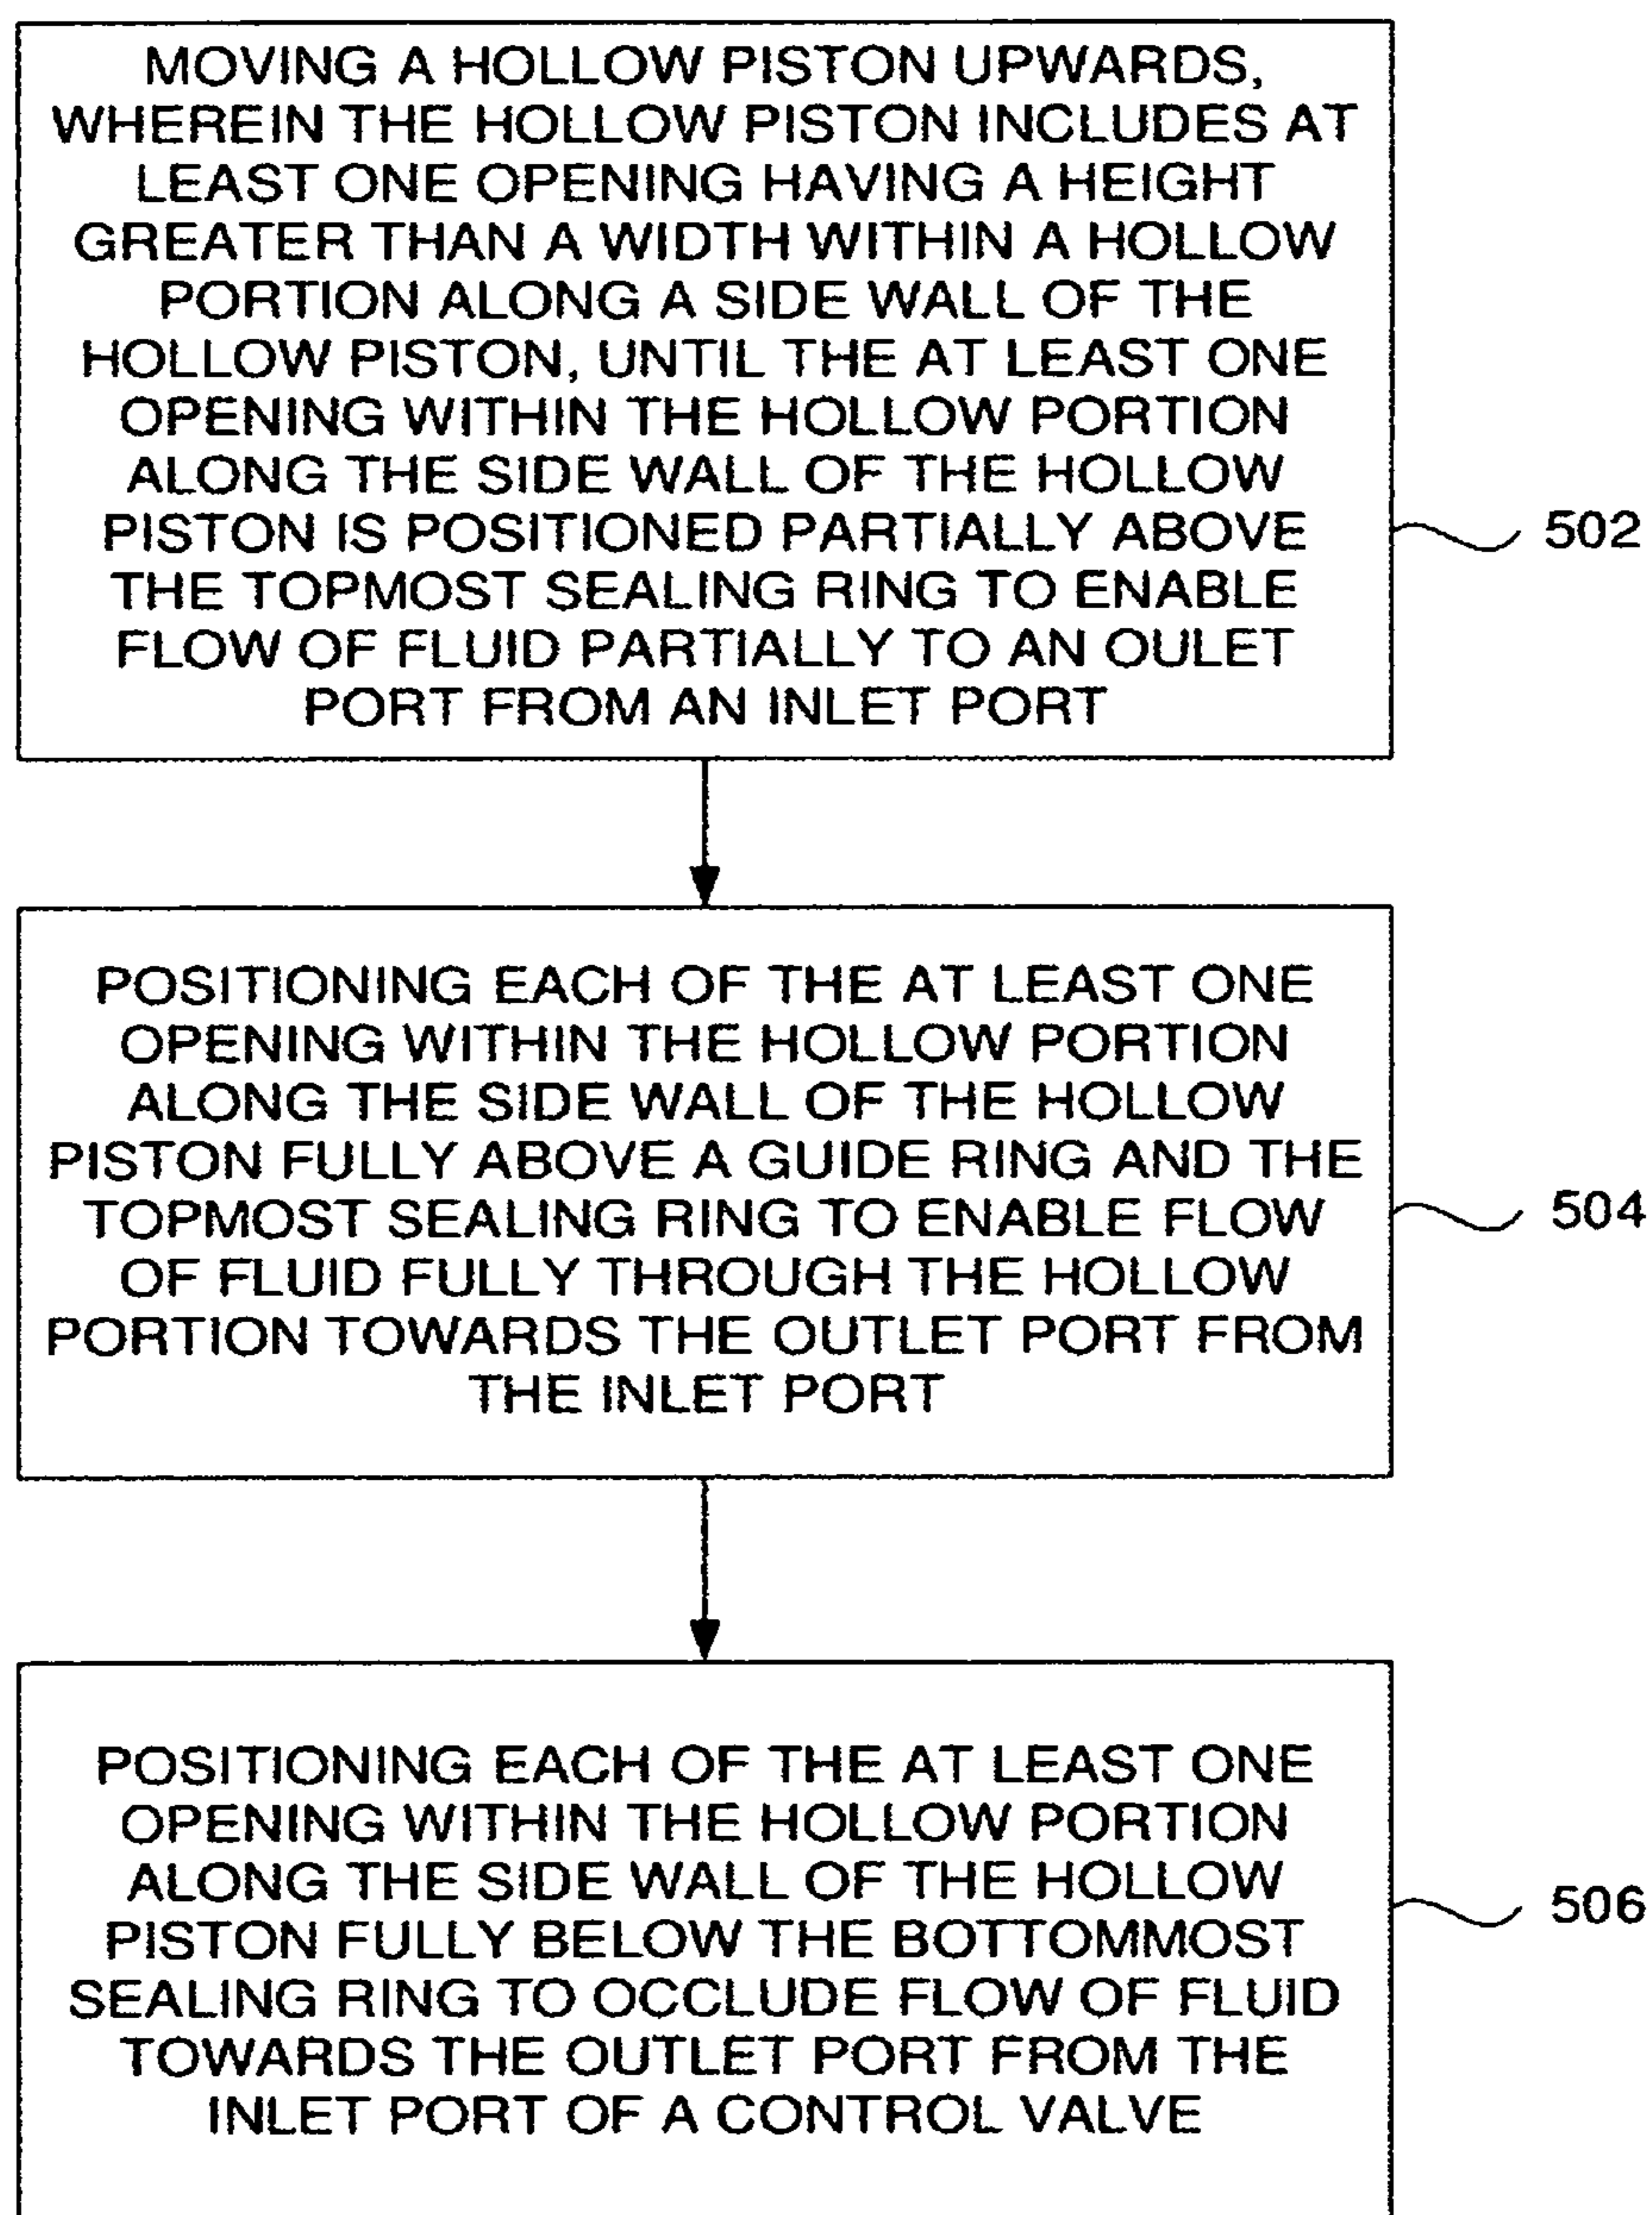 MOVING A HOLLOW PISTON UPWARDS,
WHEREIN THE HOLLOW PISTON INCLUDES AT
LEAST ONE OPENING HAVING A HEIGHT
GREATER THAN A WIDTH WITHIN A HOLLOW
PORTION ALONG A SIDE WALL OF THE
HOLLOW PISTON, UNTIL THE AT LEAST ONE
OPENING WITHIN THE HOLLOW PORTION
ALONG THE SIDE WALL OF THE HOLLOW
PISTON IS POSITIONED PARTIALLY ABOVE
THE TOPMOST SEALING RING TO ENABLE
FLOW OF FLUID PARTIALLY TO AN OULET
PORT FROM AN INLET PORT
502
POSITIONING EACH OF THE AT LEAST ONE
OPENING WITHIN THE HOLLOW PORTION
ALONG THE SIDE WALL OF THE HOLLOW
PISTON FULLY ABOVE A GUIDE RING AND THE
TOPMOST SEALING RING TO ENABLE FLOW
OF FLUID FULLY THROUGH THE HOLLOW
PORTION TOWARDS THE OUTLET PORT FROM
THE INLET PORT
504
POSITIONING EACH OF THE AT LEAST ONE
OPENING WITHIN THE HOLLOW PORTION
ALONG THE SIDE WALL OF THE HOLLOW
PISTON FULLY BELOW THE BOTTOMMOST
SEALING RING TO OCCLUDE FLOW OF FLUID
TOWARDS THE OUTLET PORT FROM THE
INLET PORT OF A CONTROL VALVE
506